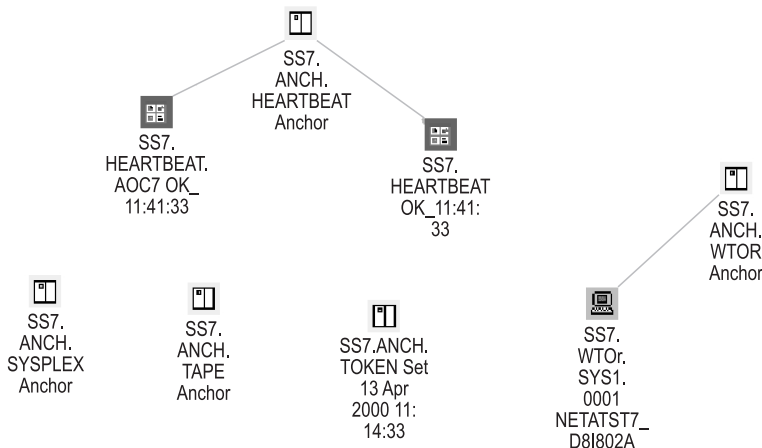 SS7.
ANCH.
HEARTBEAT
Anchor
SS7.
HEARTBEAT.
AOC7 OK_
11:41:33
SS7.
HEARTBEAT
OK_11:41:
33
SS7.
ANCH.
WTOR
Anchor
SS7.
ANCH.
SYSPLEX
Anchor
SS7.
ANCH.
TAPE
Anchor
SS7.ANCH.
TOKEN Set
13 Apr
2000 11:
14:33
SS7.
WTOr.
SYS1.
0001
NETATST7_
D8I802A